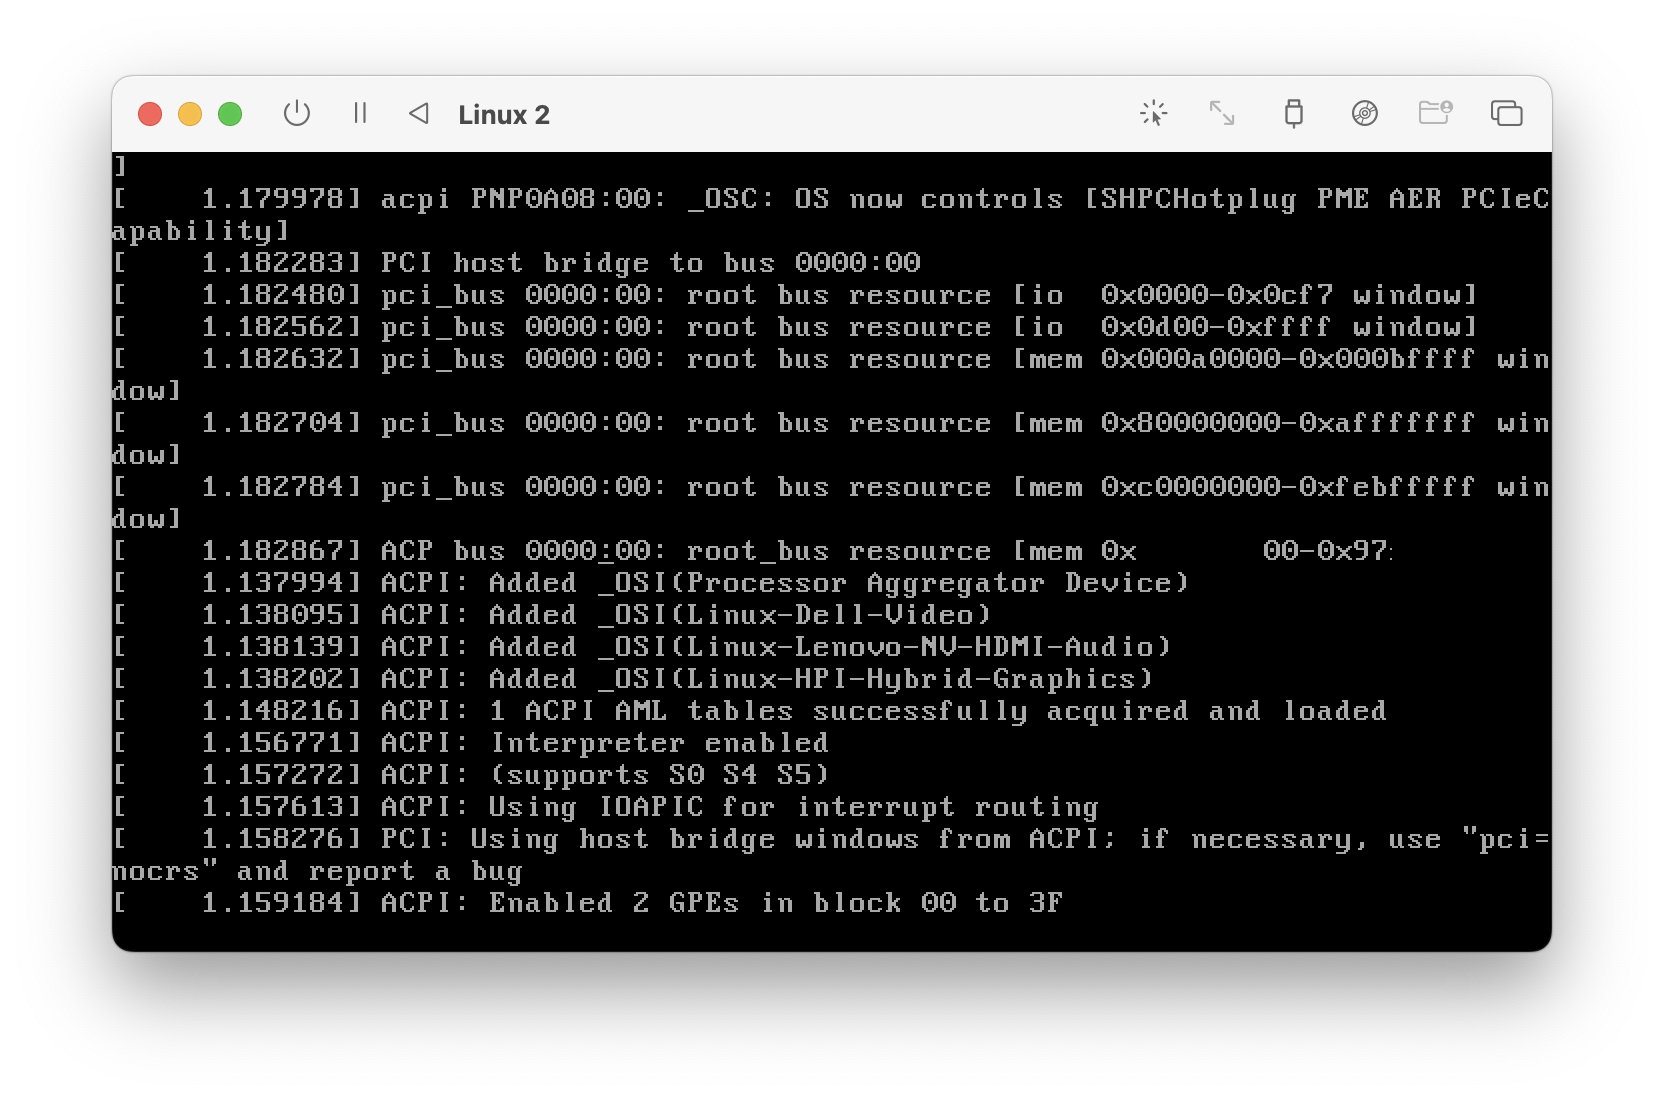 Linux 2
]
[    1.179978] acpi PNP0A08:00: _OSC: OS now controls [SHPCHotplug PME AER PCIeC
apability]
[    1.182283] PCI host bridge to bus 0000:00
[    1.182480] pci_bus 0000:00: root bus resource [io  0x0000-0x0cf7 window]
[    1.182562] pci_bus 0000:00: root bus resource [io  0x0d00-0xffff window]
[    1.182632] pci_bus 0000:00: root bus resource [mem 0x000a0000-0x000bffff win
dow]
[    1.182704] pci_bus 0000:00: root bus resource [mem 0x80000000-0xafffffff win
dow]
[    1.182784] pci_bus 0000:00: root bus resource [mem 0xc0000000-0xfebfffff win
dow]
[    1.182867] ACP bus 0000:00: root_bus resource [mem 0x       00-0x97
[    1.137994] ACPI: Added _OSI(Processor Aggregator Device)
[    1.138095] ACPI: Added _OSI(Linux-Dell-Video)
[    1.138139] ACPI: Added _OSI(Linux-Lenovo-NV-HDMI-Audio)
[    1.138202] ACPI: Added _OSI(Linux-HPI-Hybrid-Graphics)
[    1.148216] ACPI: 1 ACPI AML tables successfully acquired and loaded
[    1.156771] ACPI: Interpreter enabled
[    1.157272] ACPI: (supports S0 S4 S5)
[    1.157613] ACPI: Using IOAPIC for interrupt routing
[    1.158276] PCI: Using host bridge windows from ACPI; if necessary, use "pci=
nocrs" and report a bug
[    1.159184] ACPI: Enabled 2 GPEs in block 00 to 3F